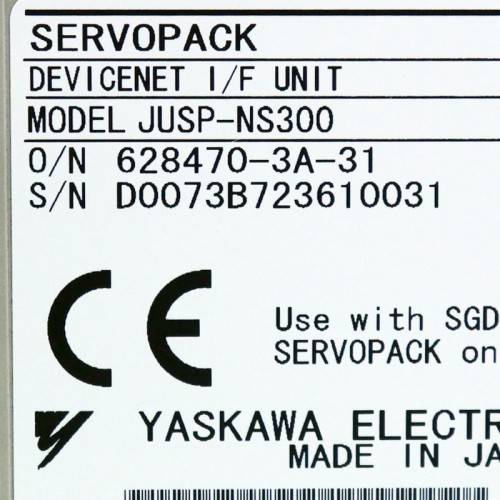 SERVOPACK
DEVICENET I/F UNIT
MODEL JUSP-NS300
O/N 628470-3A-31
S/N D0073B723610031
CE
Use with SGD
SERVOPACK on
YASKAWA ELECTR
MADE IN JA